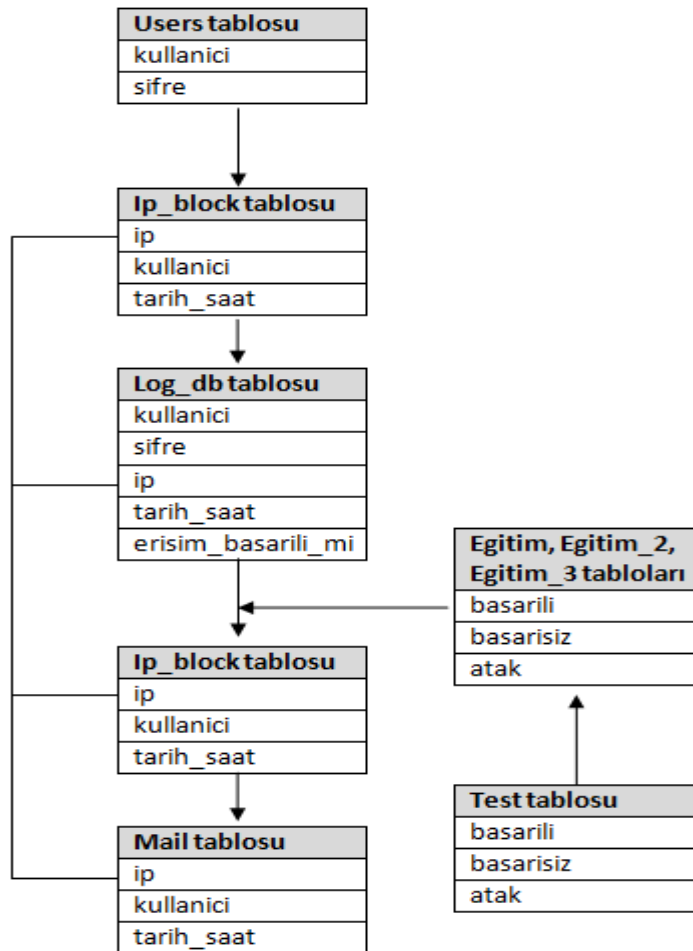 Users tablosu
kullanici
sifre
Ip_block tablosu
ip
kullanici
tarih_saat
Log_db tablosu
kullanici
sifre
ip
tarih_saat
erisim_basarili_mi
Egitim, Egitim_2,
Egitim_3 tabloları
basarili
basarisiz
atak
Ip_block tablosu
ip
kullanici
tarih_saat
Test tablosu
basarili
basarisiz
atak
Mail tablosu
ip
kullanici
tarih_saat